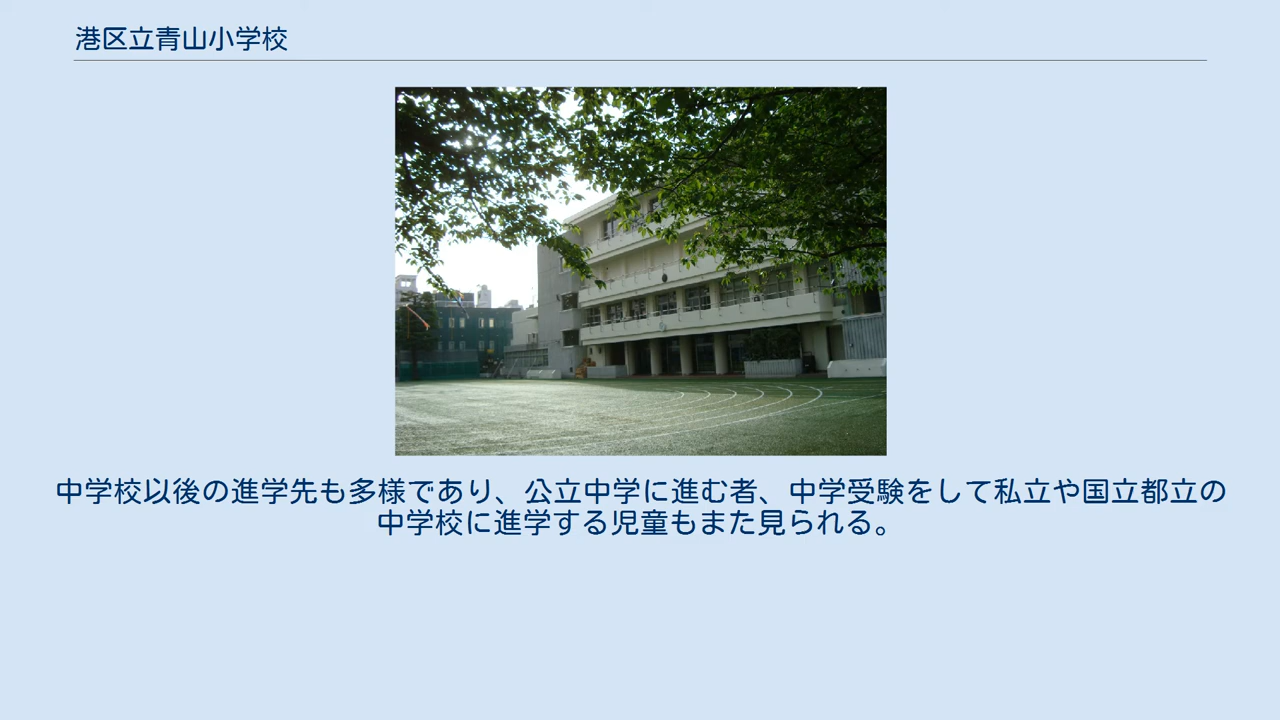 港区立青山小学校
中学校以後の進学先も多様であり、公立中学に進む者、中学受験をして私立や国立都立の
中学校に進学する児童もまた見られる。